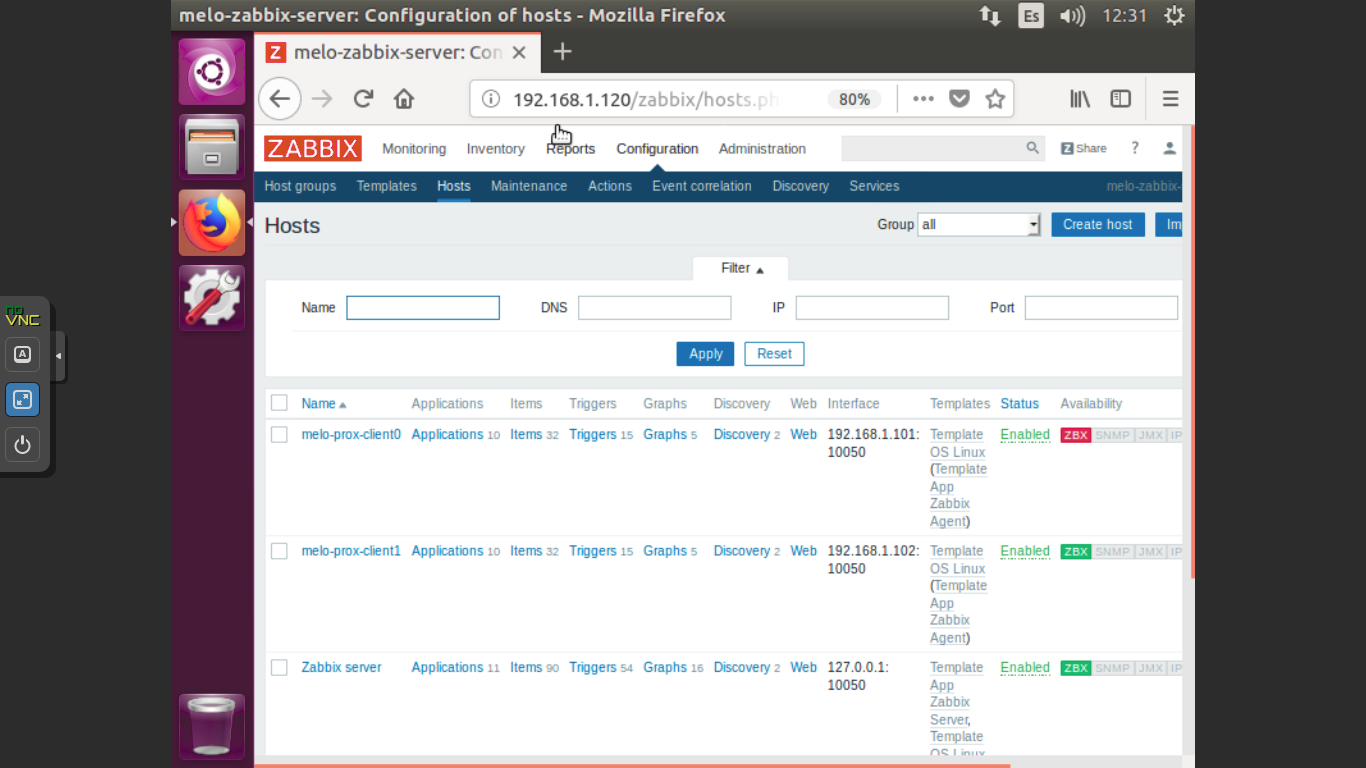 melo-zabbix-server: Configuration of hosts - Mozilla Firefox
Es
12:31
Z melo-zabbix-server: Con
192.168.1.120/zabbix/hosts.ph
80%
ZABBIX
Monitoring Inventory Reports Configuration Administration
Z Share ?
Host groups Templates Hosts Maintenance Actions Event correlation Discovery Services melo-zabbix-
Hosts
Group all Create host Im
Filter
Name DNS IP Port
Apply Reset
no
VNC
A
Name Applications Items Triggers Graphs Discovery Web Interface Templates Status Availability
melo-prox-client0 Applications 10 Items 32 Triggers 15 Graphs 5 Discovery 2 Web 192.168.1.101: Template Enabled ZBX SNMP JMX IP
10050 OS Linux
(Template
App
Zabbix
Agent)
melo-prox-client1 Applications 10 Items 32 Triggers 15 Graphs 5 Discovery 2 Web 192.168.1.102: Template Enabled ZBX SNMP JMX IP
10050 OS Linux
(Template
App
Zabbix
Agent)
Zabbix server Applications 11 Items 90 Triggers 54 Graphs 16 Discovery 2 Web 127.0.0.1: Template Enabled ZBX SNMP JMX IP
10050 App
Zabbix
Server,
Template
OS Linux